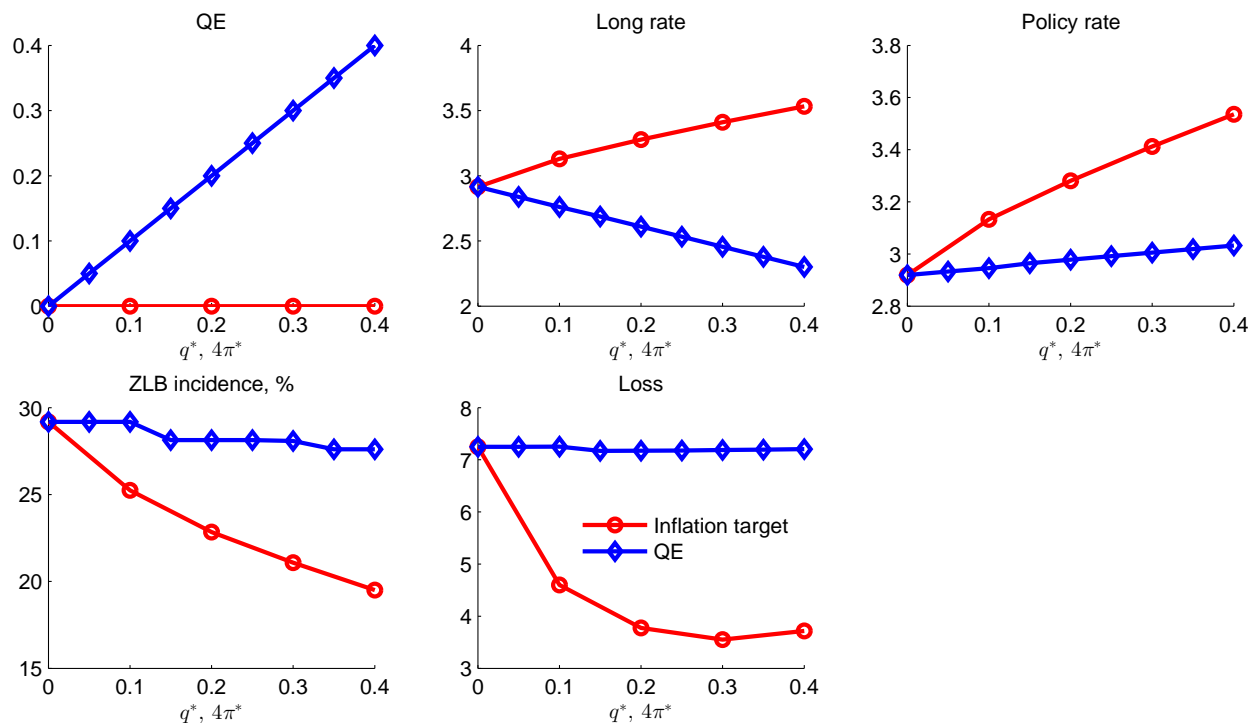 QE
0.4
0.3
0.2
0.1
0
0 0.1 0.2 0.3 0.4
q*, 4π*
Long rate
4
3.5
3
2.5
2
0 0.1 0.2 0.3 0.4
q*, 4π*
Policy rate
3.8
3.6
3.4
3.2
3
2.8
0 0.1 0.2 0.3 0.4
q*, 4π*
ZLB incidence, %
30
25
20
15
0 0.1 0.2 0.3 0.4
q*, 4π*
Loss
8
7
6
5
4
3
Inflation target
QE
0 0.1 0.2 0.3 0.4
q*, 4π*